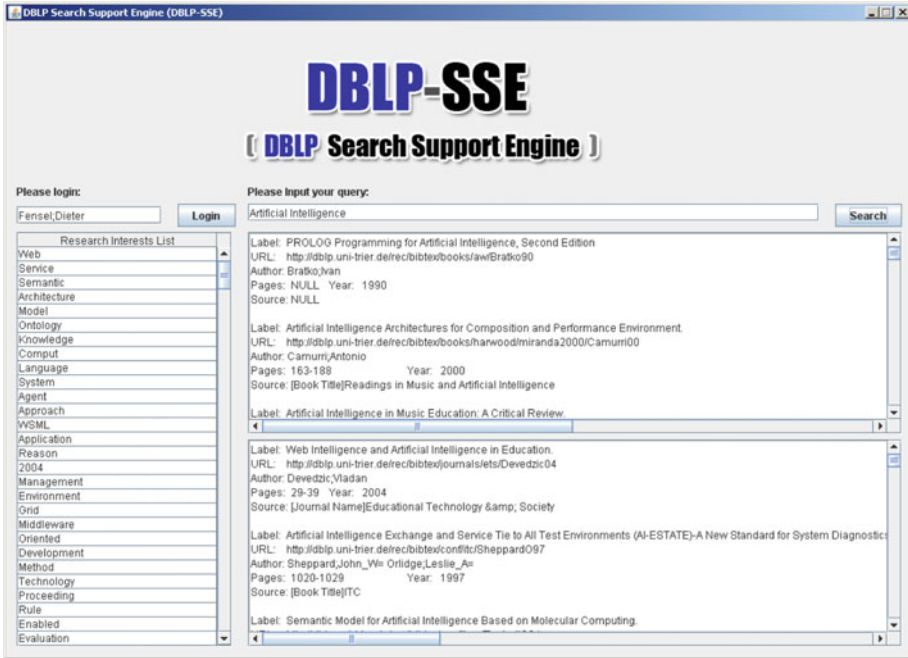 DBLP Search Support Engine (DBLP-SSE)
DBLP-SSE
( DBLP Search Support Engine )
Please login:
Fensel;Dieter
Login
Research Interests List
Web
Service
Semantic
Architecture
Model
Ontology
Knowledge
Comput
Language
System
Agent
Approach
WSML
Application
Reason
2004
Management
Environment
Grid
Middleware
Oriented
Development
Method
Technology
Proceeding
Rule
Enabled
Evaluation
Please Input your query:
Artificial Intelligence
Search
Label: PROLOG Programming for Artificial Intelligence, Second Edition
URL: http://dblp.uni-trier.de/rec/bibtex/books/aw/Bratko90
Author: Bratko;Ivan
Pages: NULL Year: 1990
Source: NULL
Label: Artificial Intelligence Architectures for Composition and Performance Environment.
URL: http://dblp.uni-trier.de/rec/bibtex/books/harwood/miranda2000/Camurri00
Author: Camurri;Antonio
Pages: 163-188 Year: 2000
Source: [Book Title]Readings in Music and Artificial Intelligence
Label: Artificial Intelligence in Music Education: A Critical Review.
Label: Web Intelligence and Artificial Intelligence in Education.
URL: http://dblp.uni-trier.de/rec/bibtex/journals/ets/Devedzic04
Author: Devedzic;Vladan
Pages: 29-39 Year: 2004
Source: [Journal Name]Educational Technology &amp; Society
Label: Artificial Intelligence Exchange and Service Tie to All Test Environments (AI-ESTATE)-A New Standard for System Diagnostics
URL: http://dblp.uni-trier.de/rec/bibtex/conf/itc/SheppardO97
Author: Sheppard;John_W= Orlidge;Leslie_A=
Pages: 1020-1029 Year: 1997
Source: [Book Title]ITC
Label: Semantic Model for Artificial Intelligence Based on Molecular Computing.